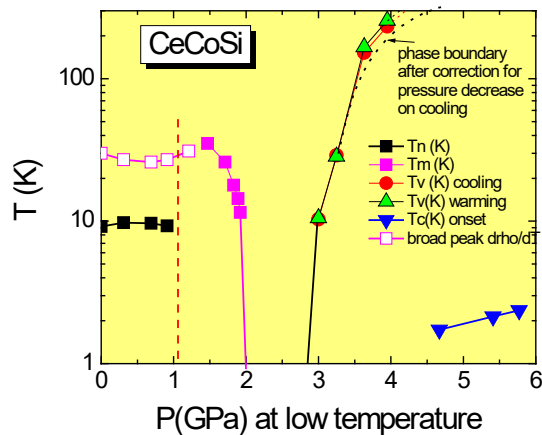 CeCoSi
phase boundary
after correction for
pressure decrease
on cooling
Tn (K)
Tm (K)
Tv (K) cooling
Tv(K) warming
Tc(K) onset
broad peak drho/dT
T (K)
100
10
1
0 1 2 3 4 5 6
P(GPa) at low temperature